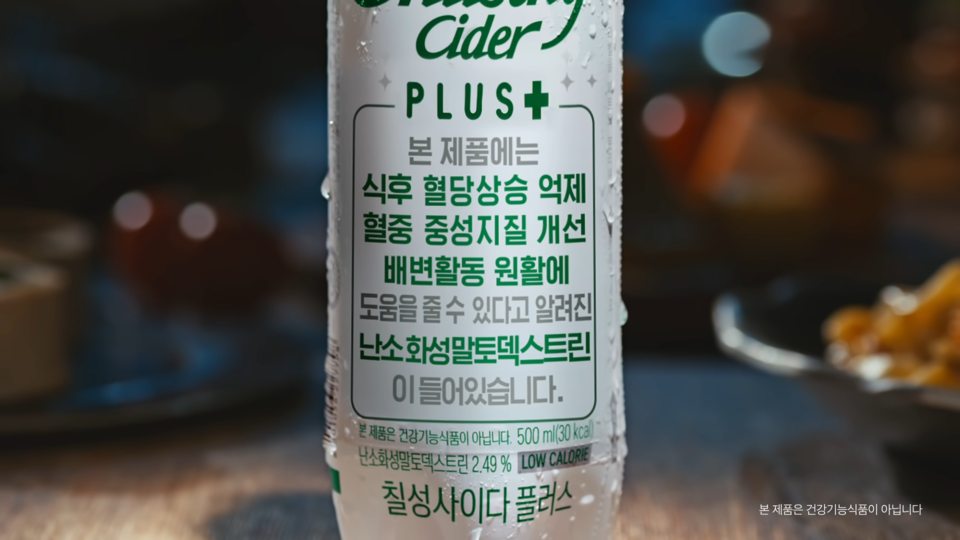 Cider
PLUS+
본 제품에는
식후 혈당상승 억제
혈중 중성지질 개선
배변활동 원활에
도움을 줄 수 있다고 알려진
난소화성말토덱스트린
이 들어있습니다.
본 제품은 건강기능식품이 아닙니다. 500 ml(30 kcal)
난소화성말토덱스트린 2.49 % LOW CALORIE
칠성사이다 플러스
본 제품은 건강기능식품이 아닙니다